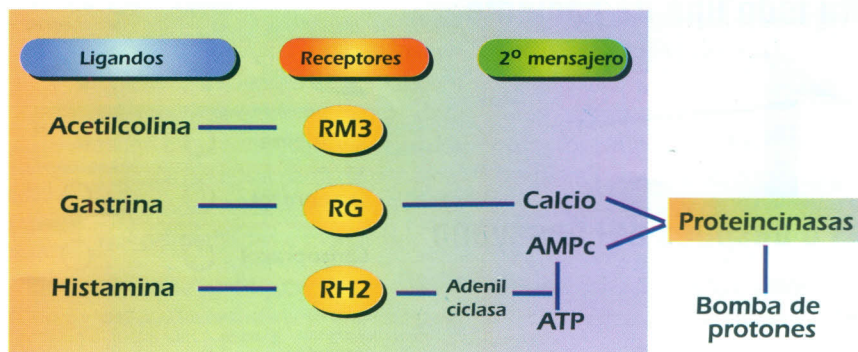 Ligandos
Receptores
2º mensajero
Acetilcolina
RM3
Gastrina
RG
Calcio
Proteincinasas
AMPc
Histamina
RH2
Adenil
ciclasa
ATP
Bomba de
protones